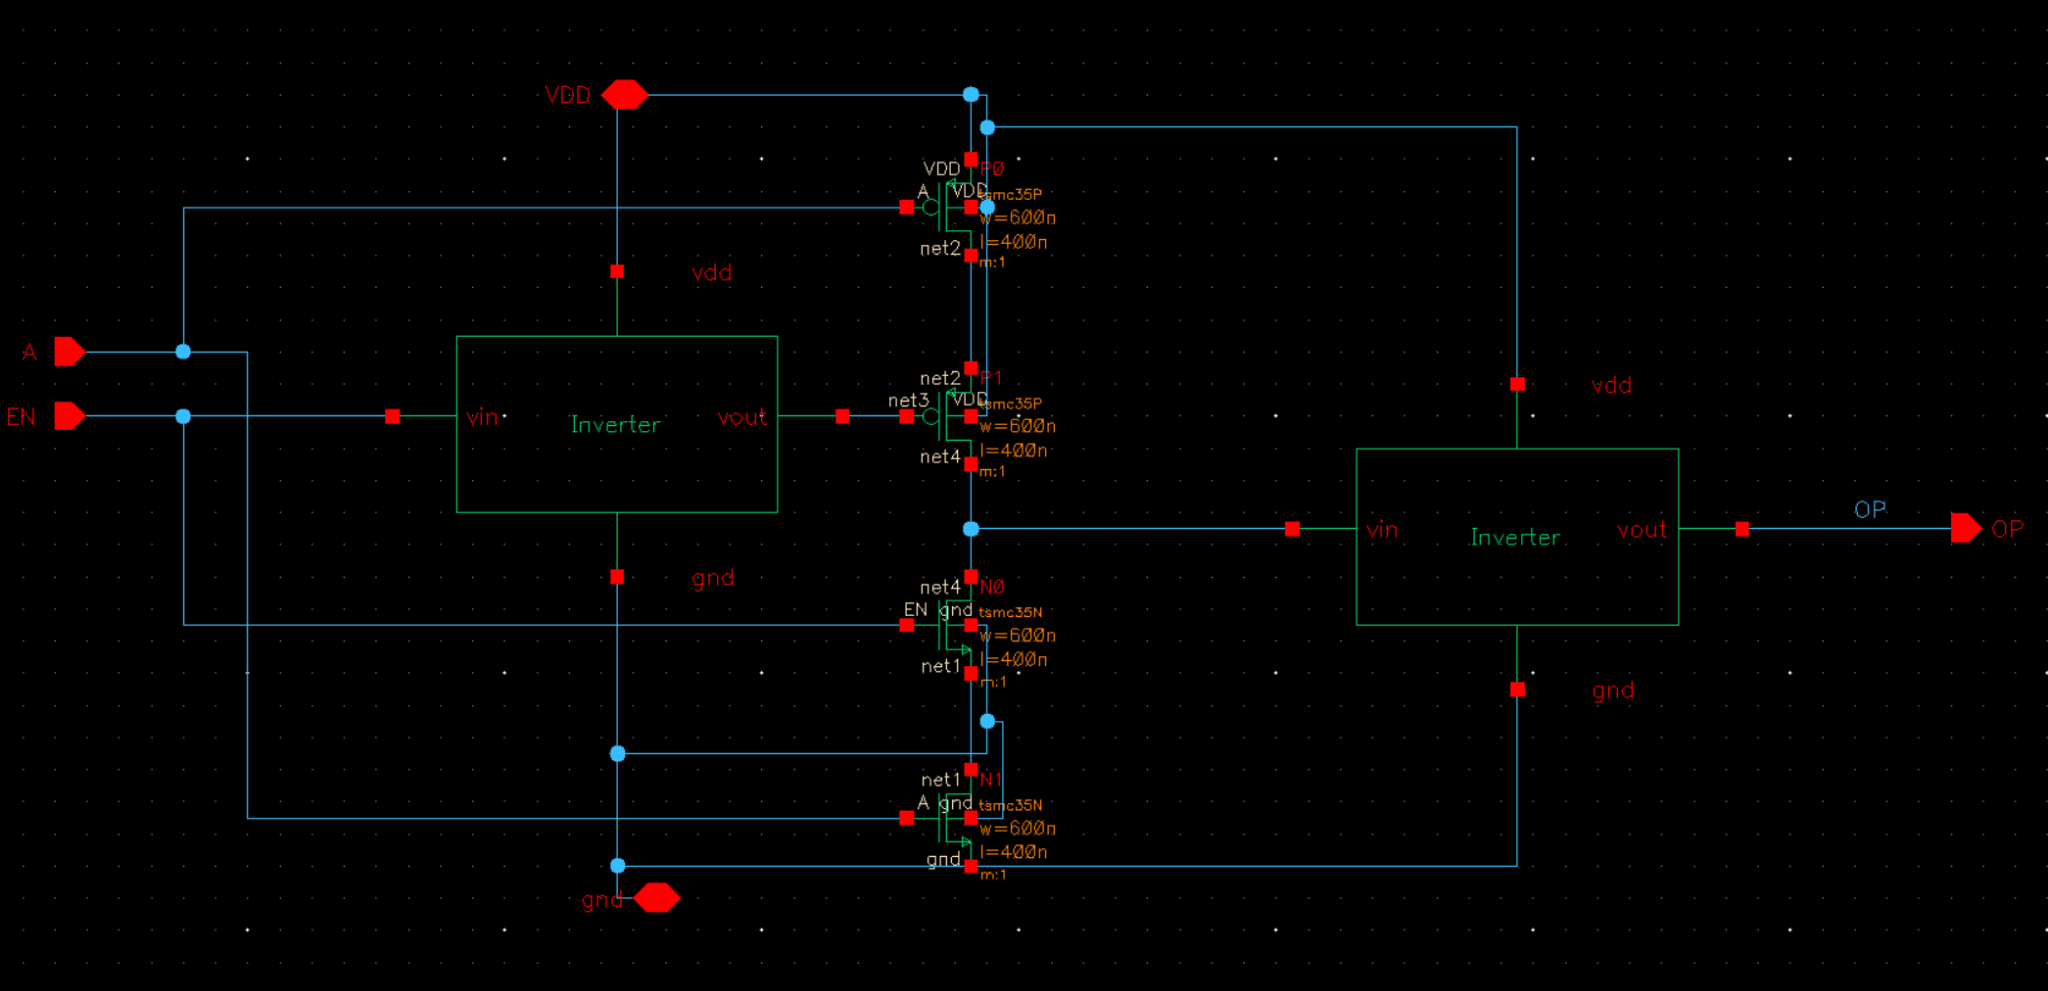 VDD
VDD
P0
A
VDD
tsmc35P
w=600n
l=400n
net2
m:1
vdd
A
net2
P1
net3
VDD
tsmc35P
w=600n
l=400n
net4
m:1
vdd
EN
vin
Inverter
vout
OP
vin
Inverter
vout
OP
gnd
net4
N0
EN
gnd
tsmc35N
w=600n
l=400n
net1
m:1
gnd
net1
N1
A
gnd
tsmc35N
w=600n
l=400n
gnd
m:1
gnd